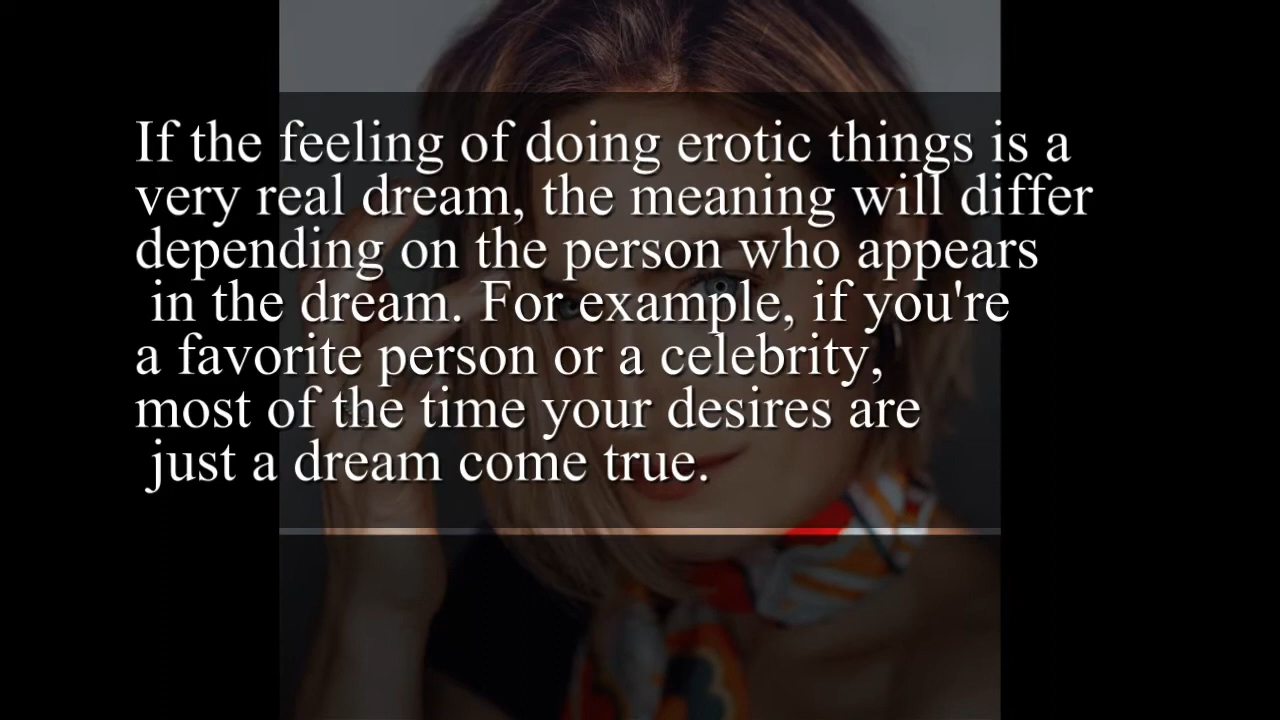 If the feeling of doing erotic things is a
very real dream, the meaning will differ
depending on the person who appears
in the dream. For example, if you're
a favorite person or a celebrity,
most of the time your desires are
just a dream come true.